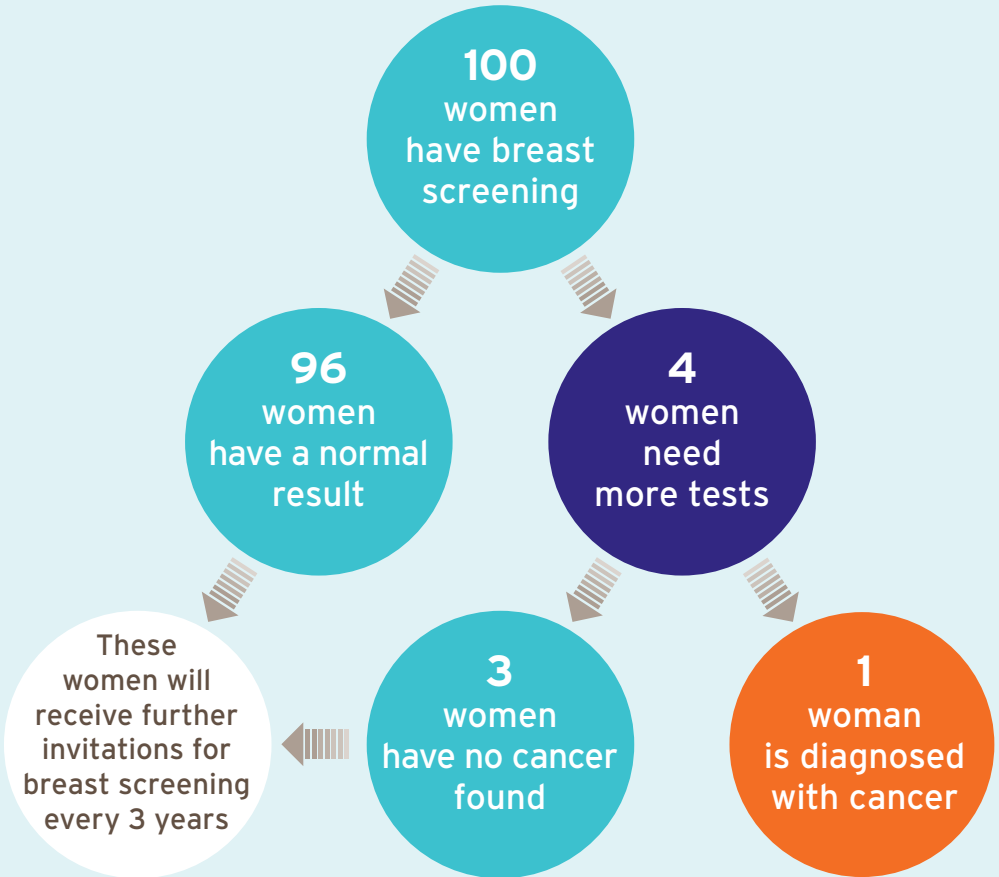 100
women
have breast
screening
96
women
have a normal
result
4
women
need
more tests
These
women will
receive further
invitations for
breast screening
every 3 years
3
women
have no cancer
found
1
woman
is diagnosed
with cancer